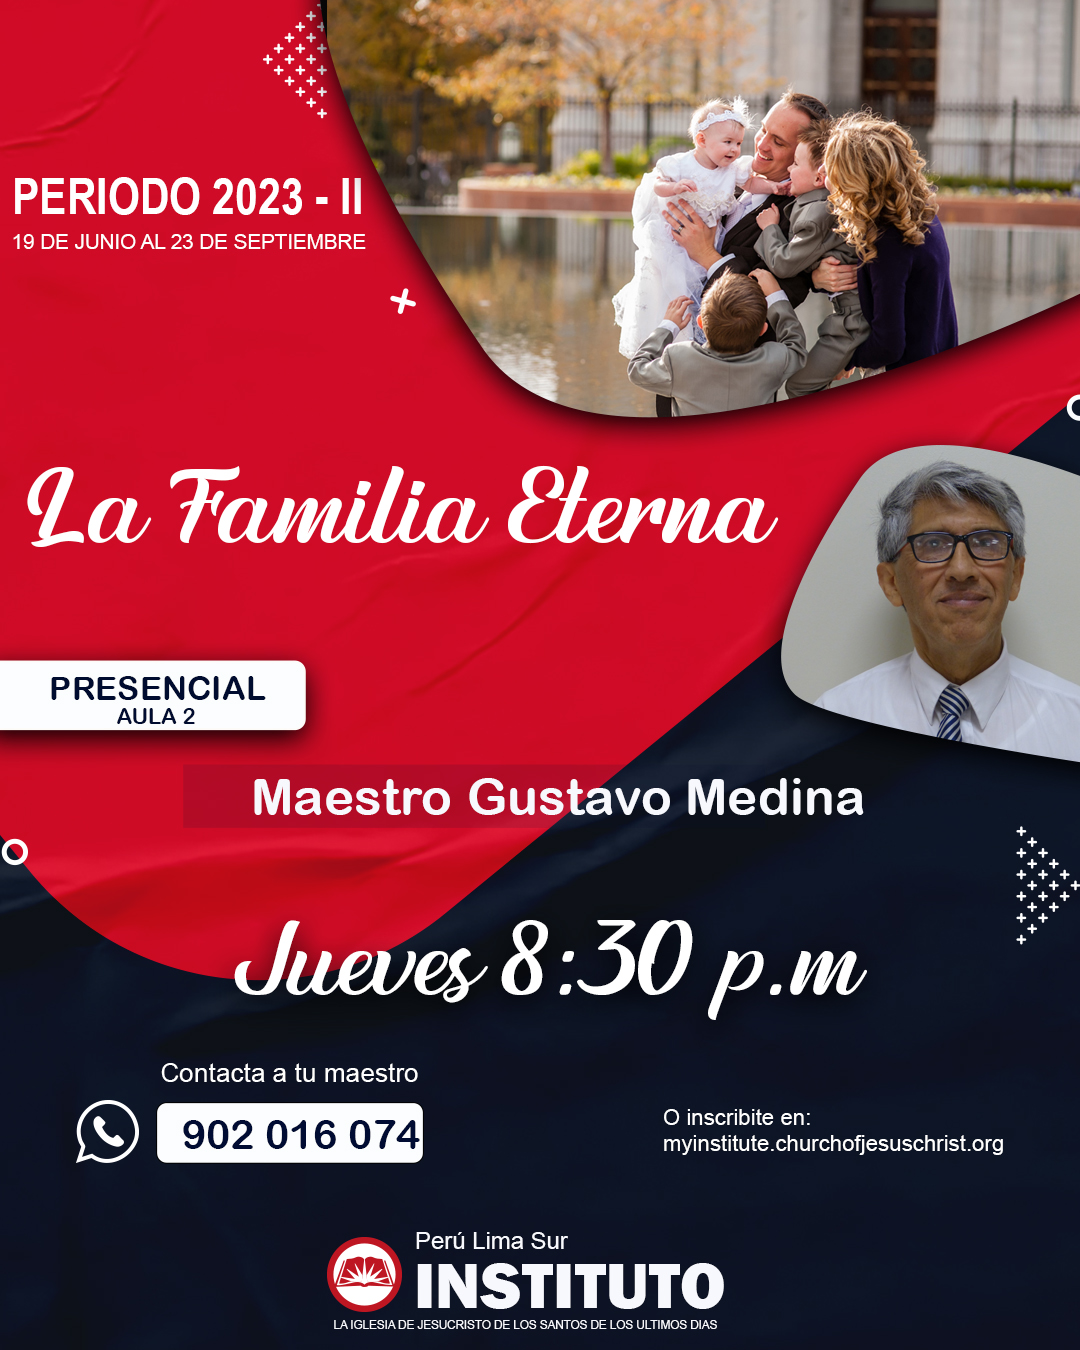 PERIODO 2023 - II
19 DE JUNIO AL 23 DE SEPTIEMBRE
La Familia Eterna
PRESENCIAL
AULA 2
Maestro Gustavo Medina
Jueves 8:30 p.m
Contacta a tu maestro
902 016 074
O inscribite en:
myinstitute.churchofjesuschrist.org
Perú Lima Sur
INSTITUTO
LA IGLESIA DE JESUCRISTO DE LOS SANTOS DE LOS ULTIMOS DIAS